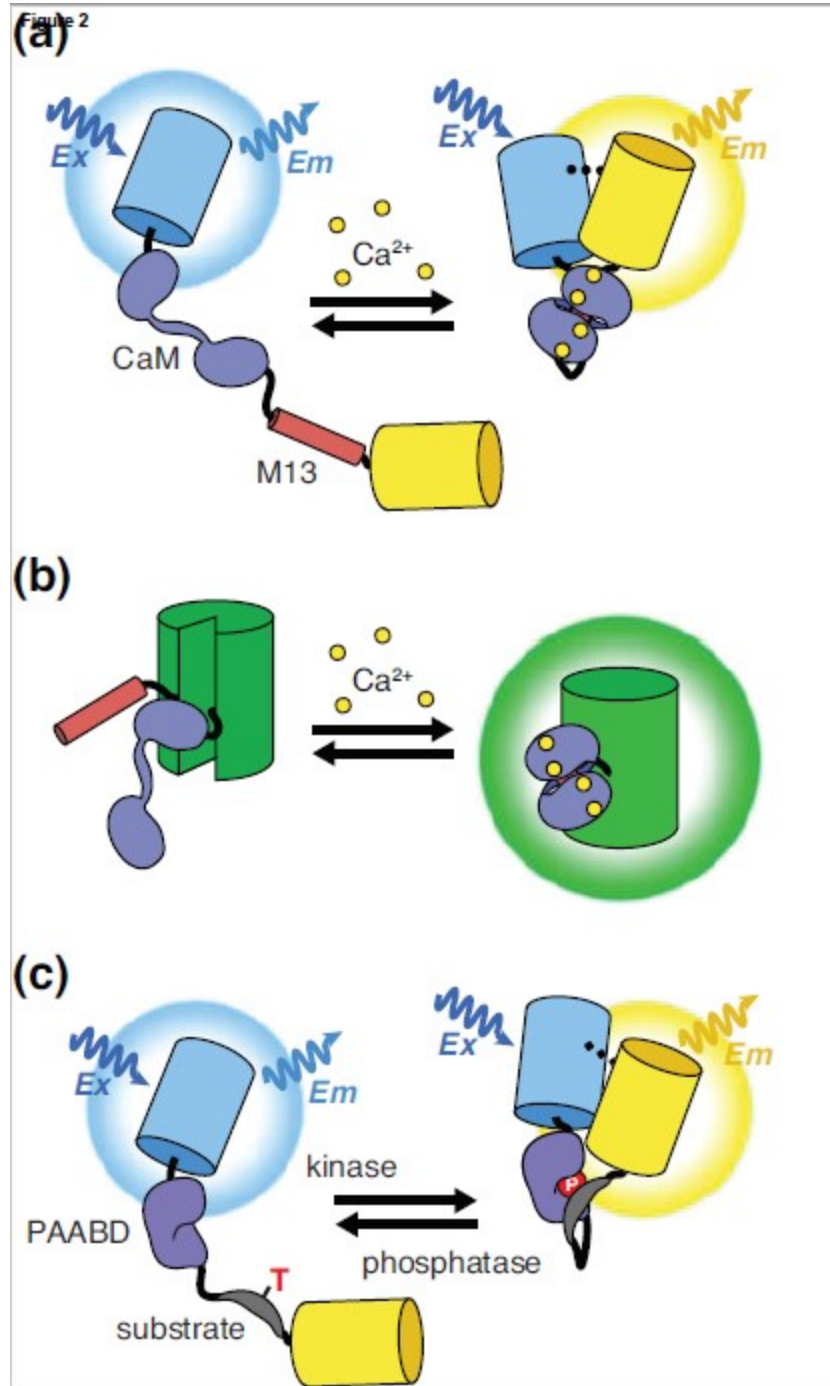 Figure 2
(a)
Ex
Em
Ex
Em
Ca²⁺
CaM
M13
(b)
Ca²⁺
(c)
Ex
Em
Ex
Em
kinase
P
PAABD
phosphatase
T
substrate